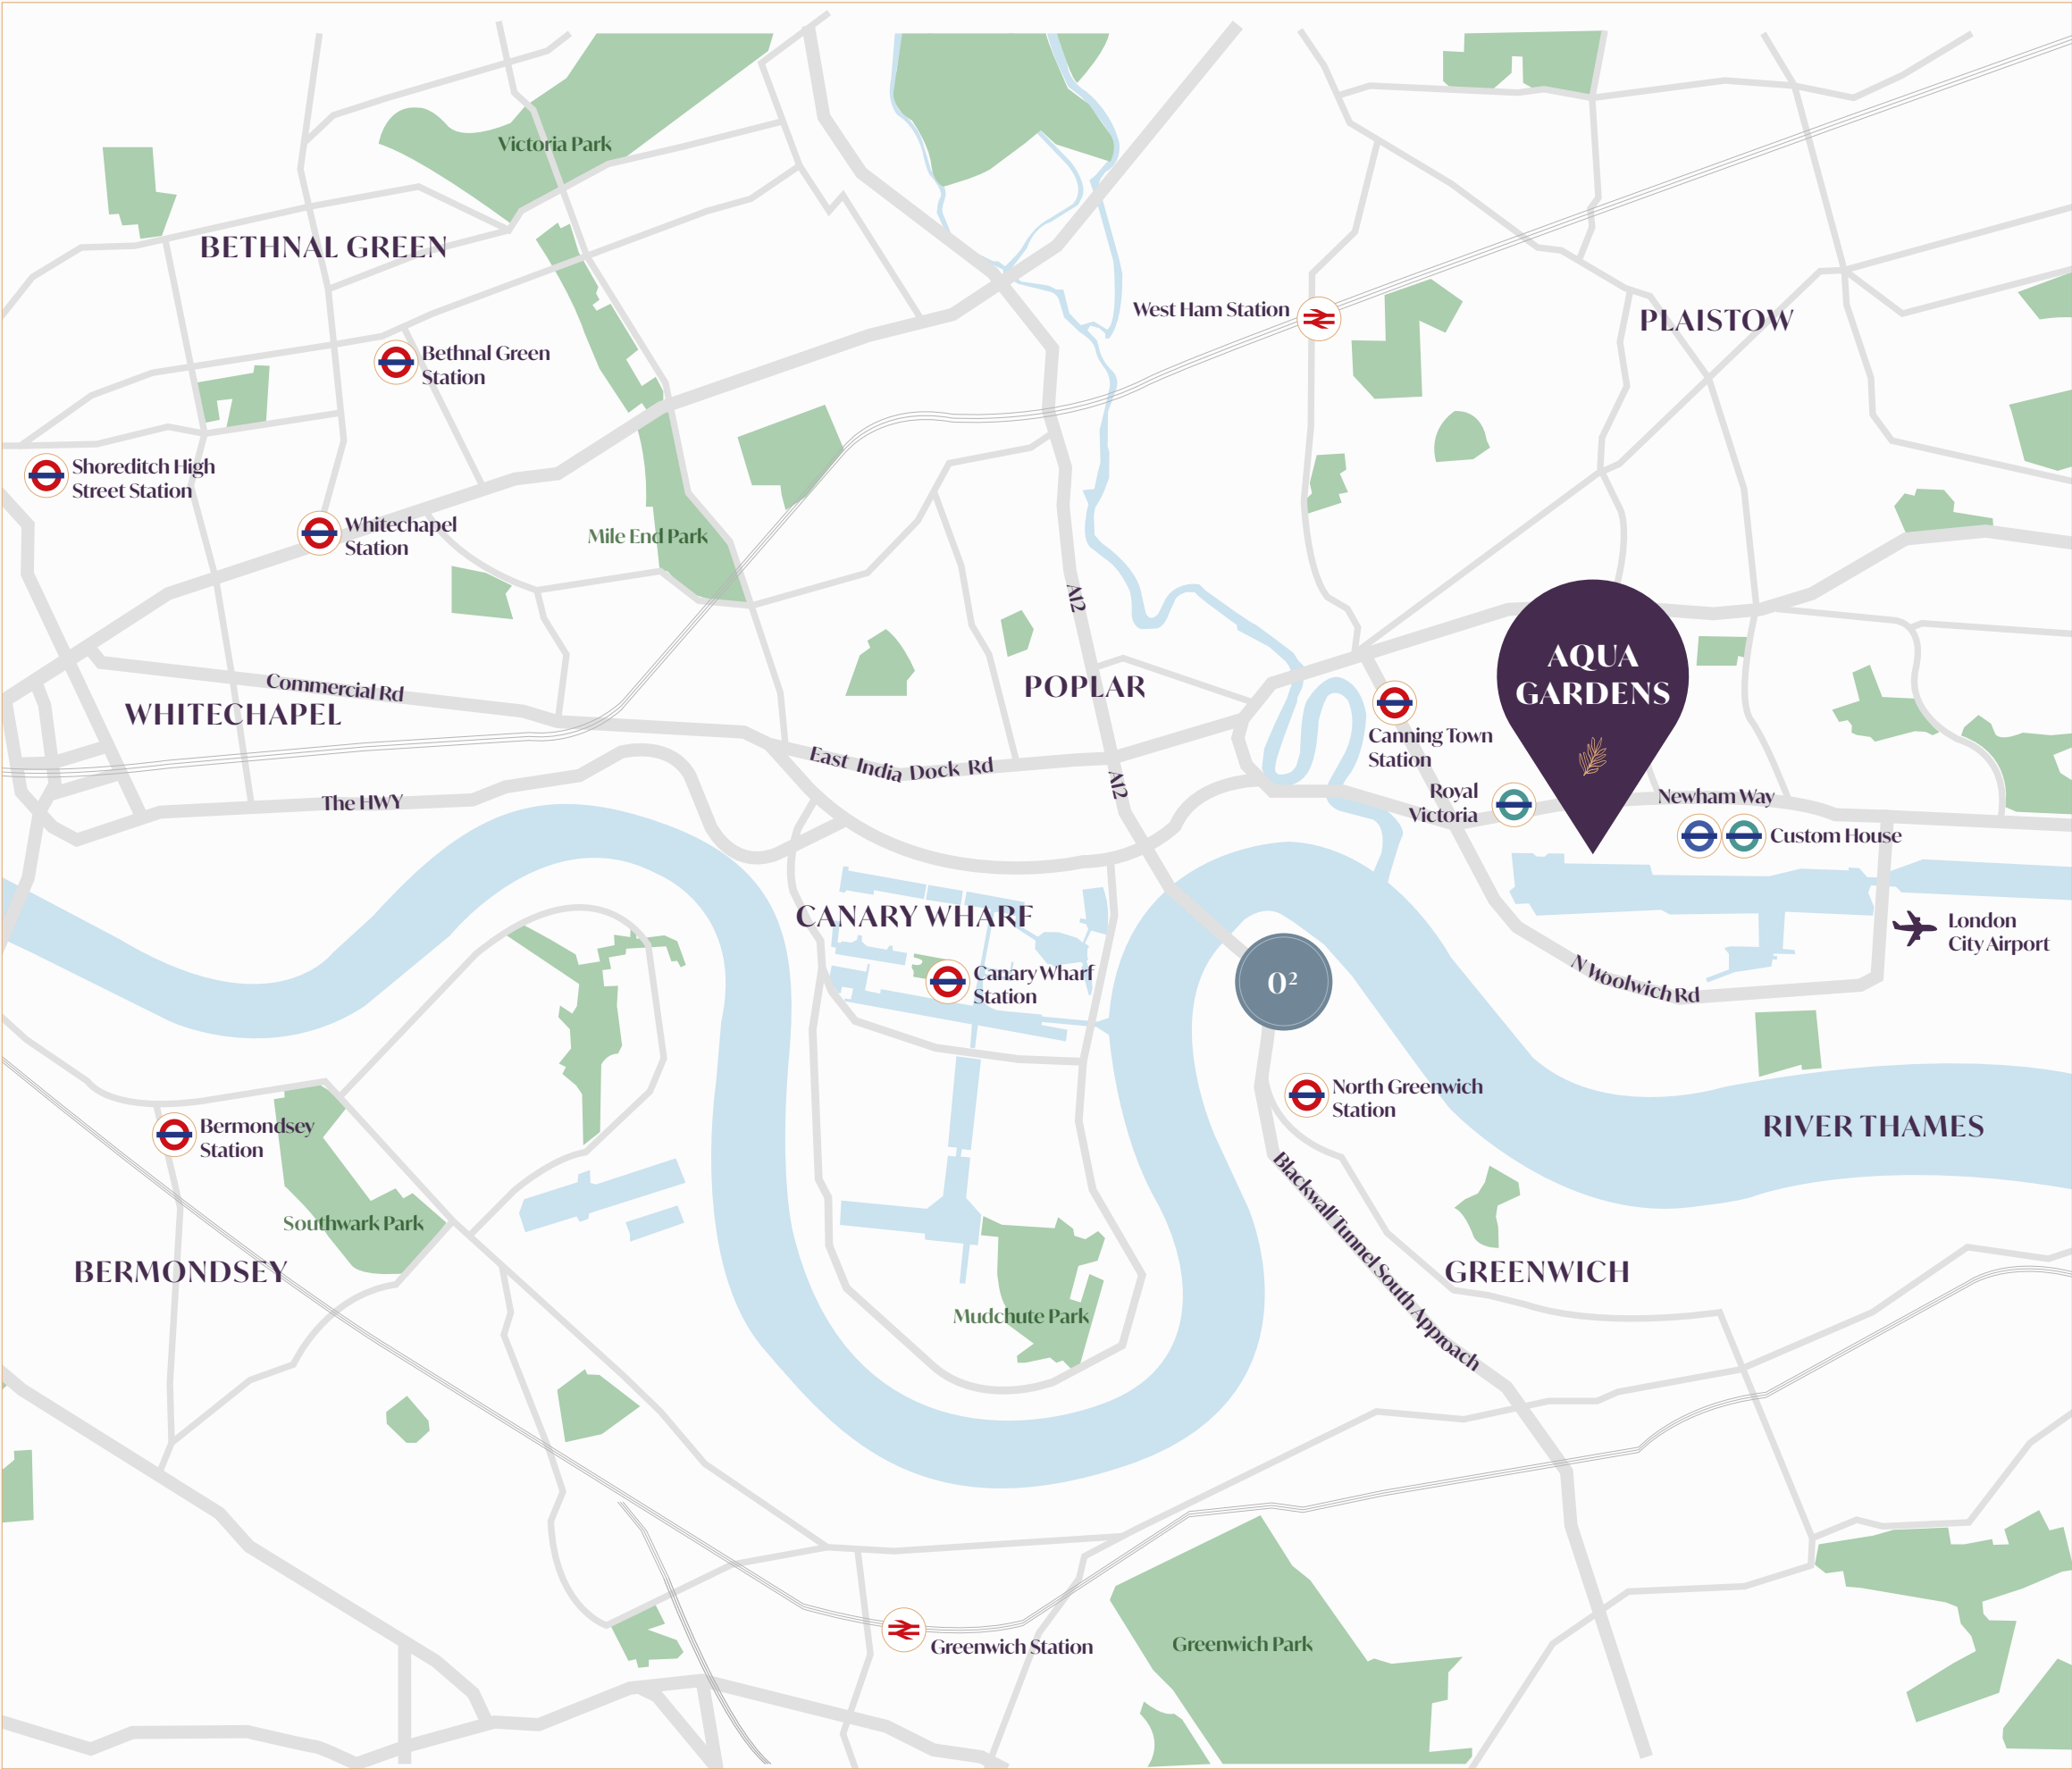 Victoria Park
BETHNAL GREEN
West Ham Station
PLAISTOW
Bethnal Green
Station
Shoreditch High
Street Station
Whitechapel
Station
Mile End Park
A12
AQUA
GARDENS
POPLAR
Commercial Rd
WHITECHAPEL
Canning Town
Station
East India Dock Rd
A12
The HWY
Royal
Victoria
Newham Way
Custom House
CANARY WHARF
London
City Airport
Canary Wharf
Station
O²
N Woolwich Rd
North Greenwich
Station
Bermondsey
Station
RIVER THAMES
Blackwall Tunnel South Approach
Southwark Park
BERMONDSEY
GREENWICH
Mudchute Park
Greenwich Station
Greenwich Park